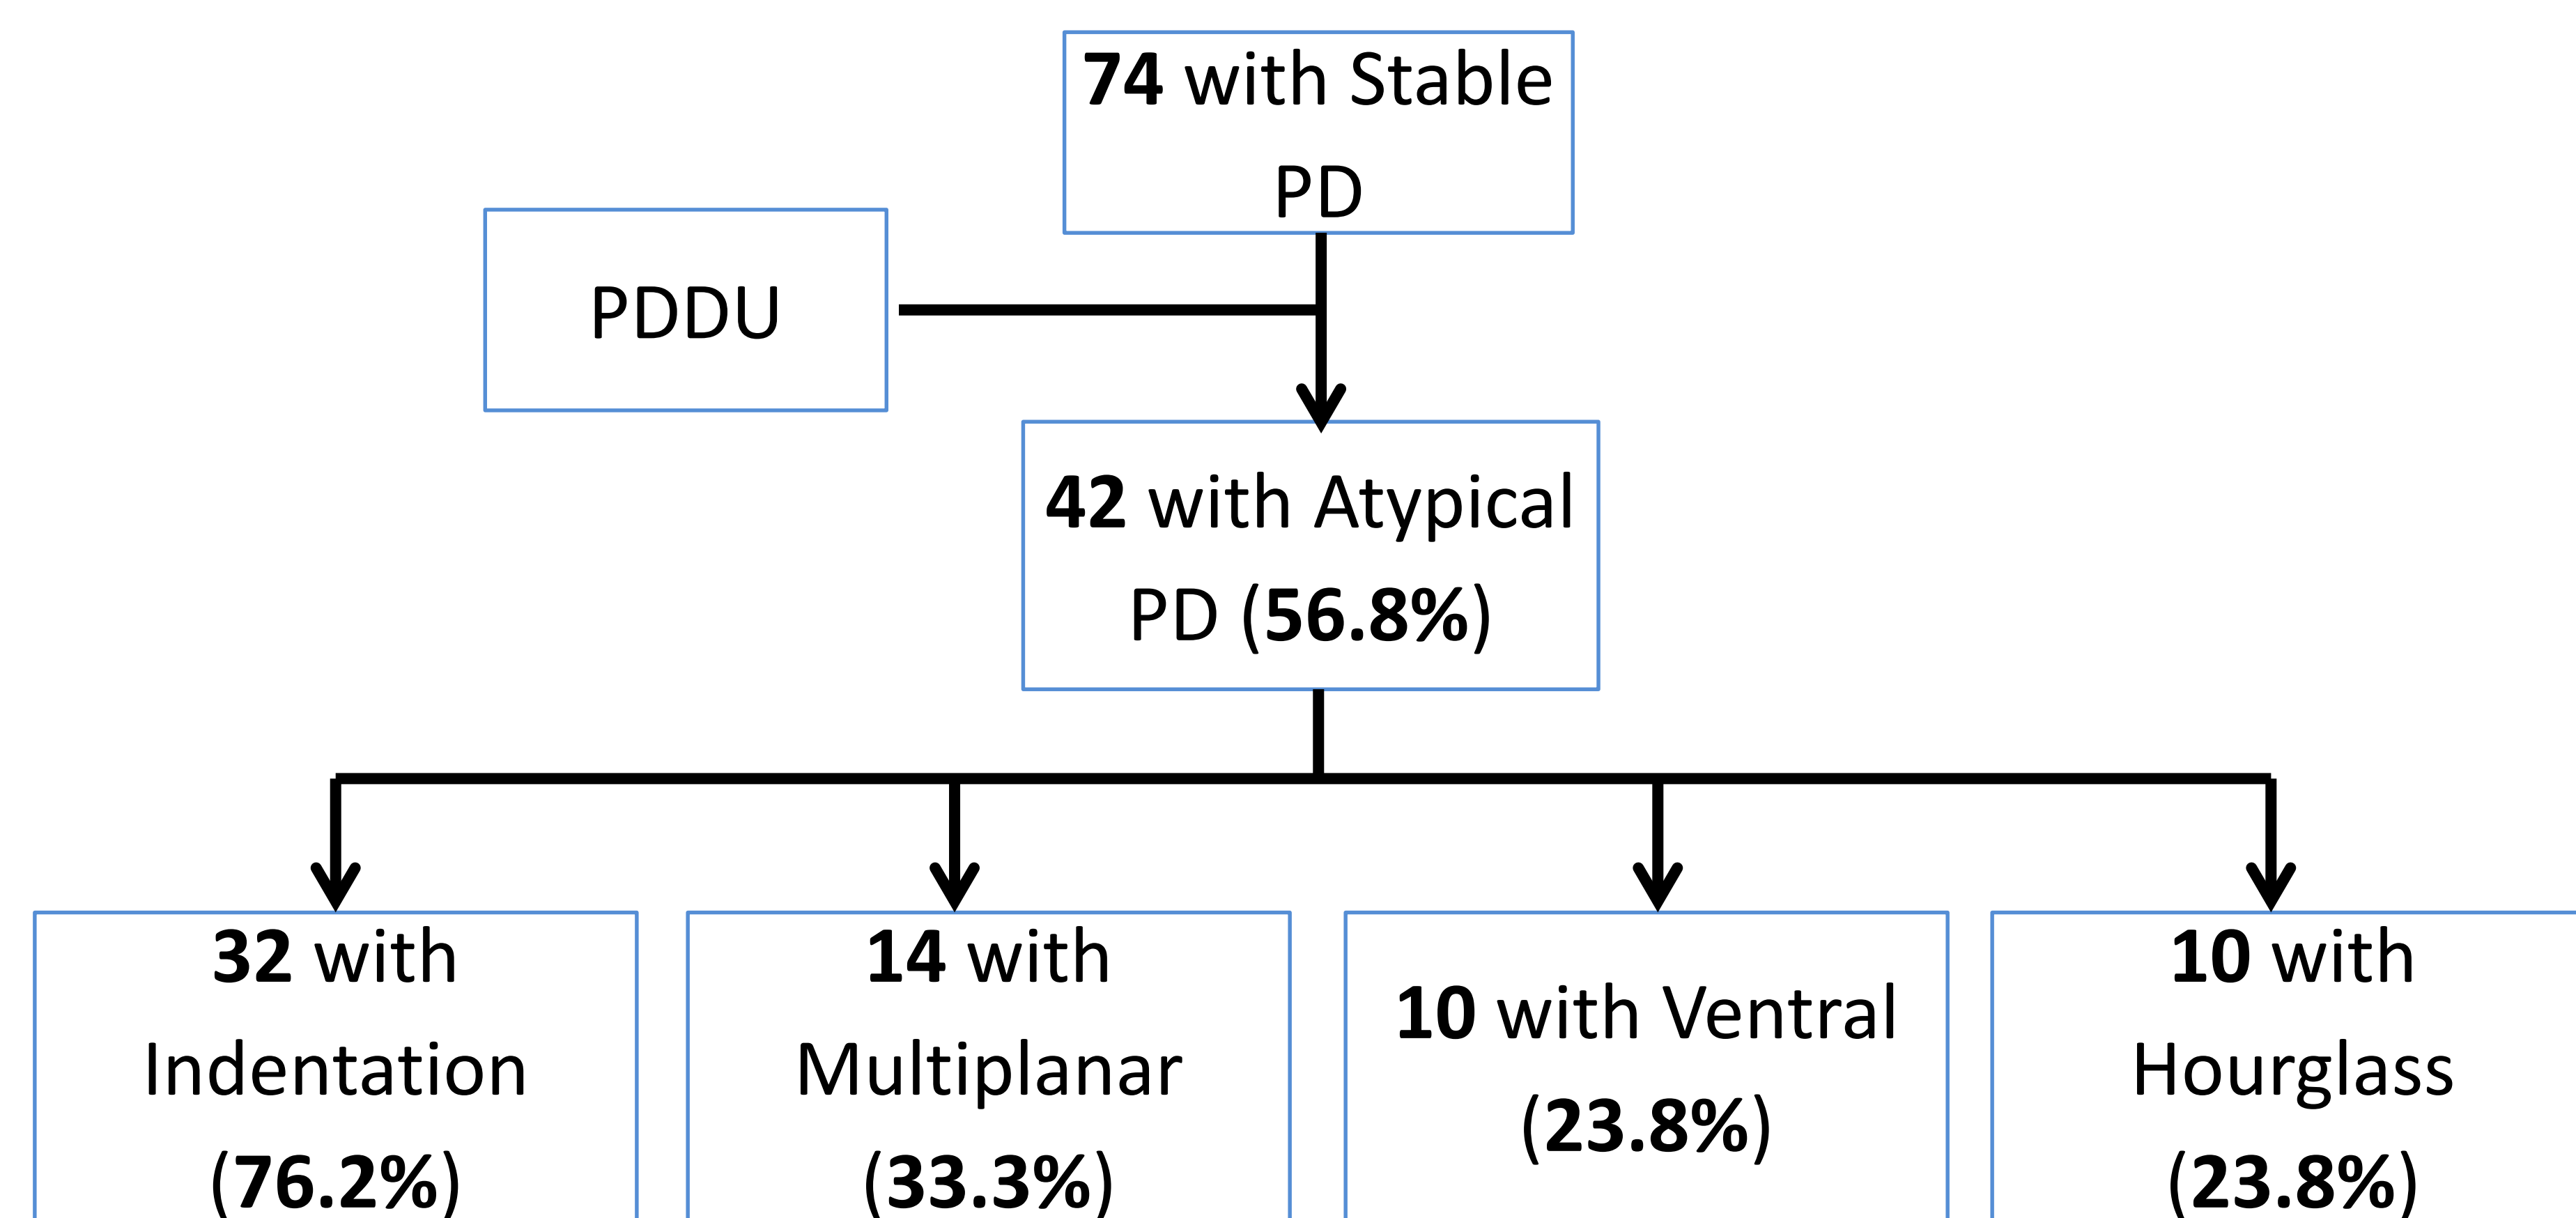 74 with Stable
PD
PDDU
42 with Atypical
PD (56.8%)
32 with
Indentation
(76.2%)
14 with
Multiplanar
(33.3%)
10 with Ventral
(23.8%)
10 with
Hourglass
(23.8%)